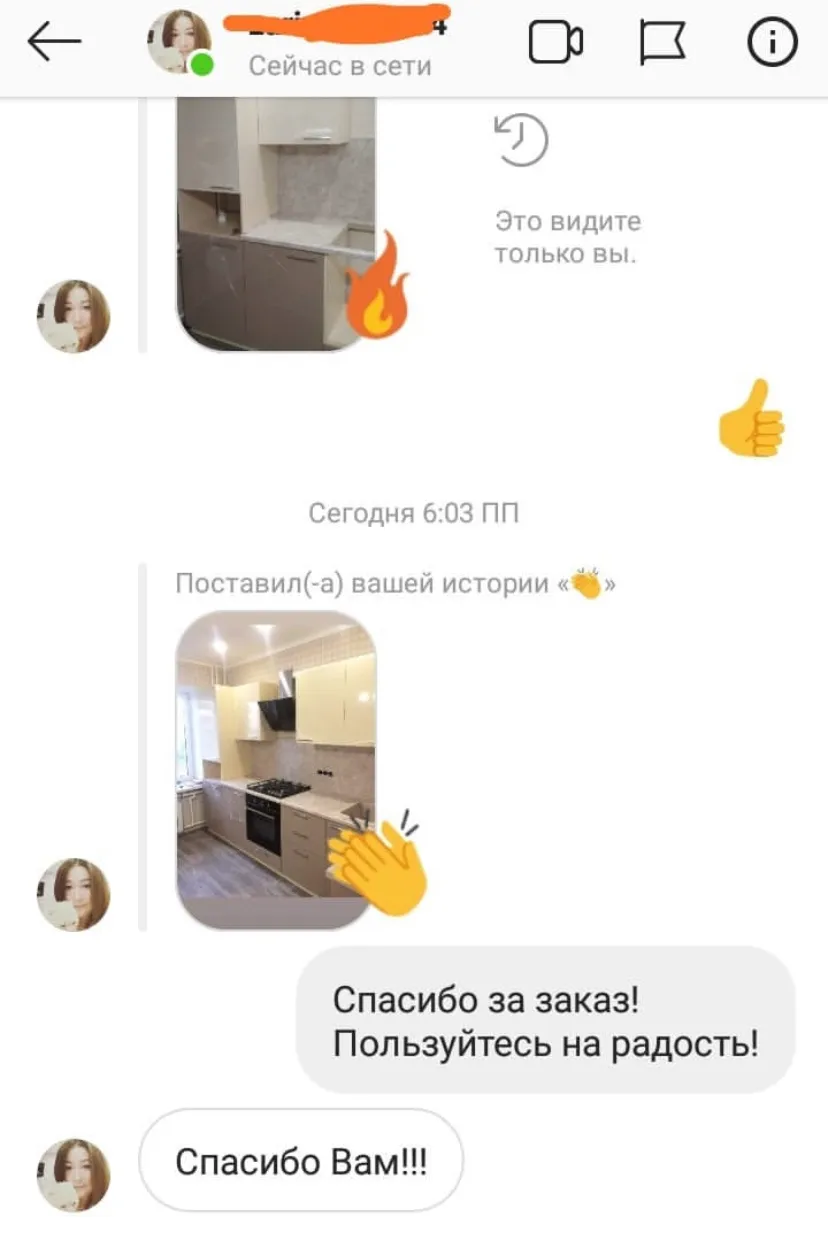 Сейчас в сети
Это видите
только вы.
Сегодня 6:03 ПП
Поставил(-а) вашей истории «👏»
Спасибо за заказ!
Пользуйтесь на радость!
Спасибо Вам!!!